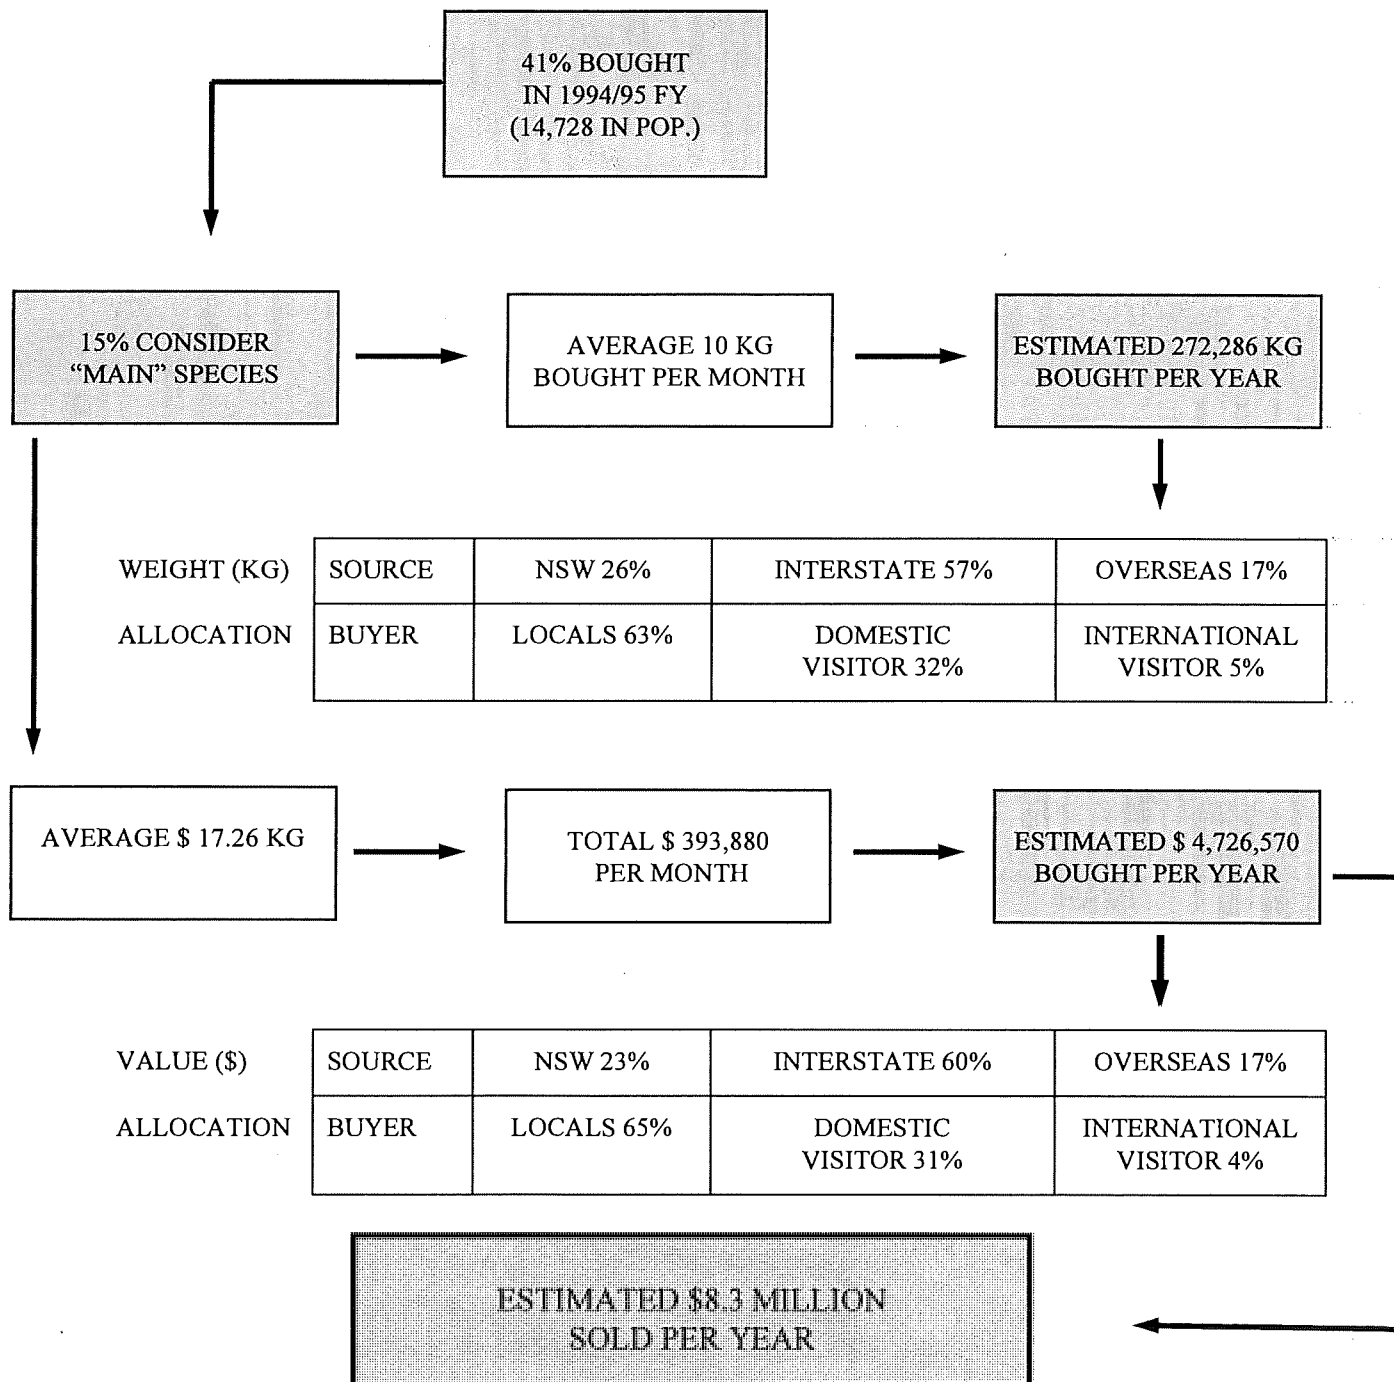 41% BOUGHT
IN 1994/95 FY
(14,728 IN POP.)
15% CONSIDER
“MAIN” SPECIES
AVERAGE 10 KG
BOUGHT PER MONTH
ESTIMATED 272,286 KG
BOUGHT PER YEAR
WEIGHT (KG) SOURCE NSW 26% INTERSTATE 57% OVERSEAS 17%
ALLOCATION BUYER LOCALS 63% DOMESTIC
VISITOR 32% INTERNATIONAL
VISITOR 5%
AVERAGE $ 17.26 KG
TOTAL $ 393,880
PER MONTH
ESTIMATED $ 4,726,570
BOUGHT PER YEAR
VALUE ($) SOURCE NSW 23% INTERSTATE 60% OVERSEAS 17%
ALLOCATION BUYER LOCALS 65% DOMESTIC
VISITOR 31% INTERNATIONAL
VISITOR 4%
ESTIMATED $8.3 MILLION
SOLD PER YEAR